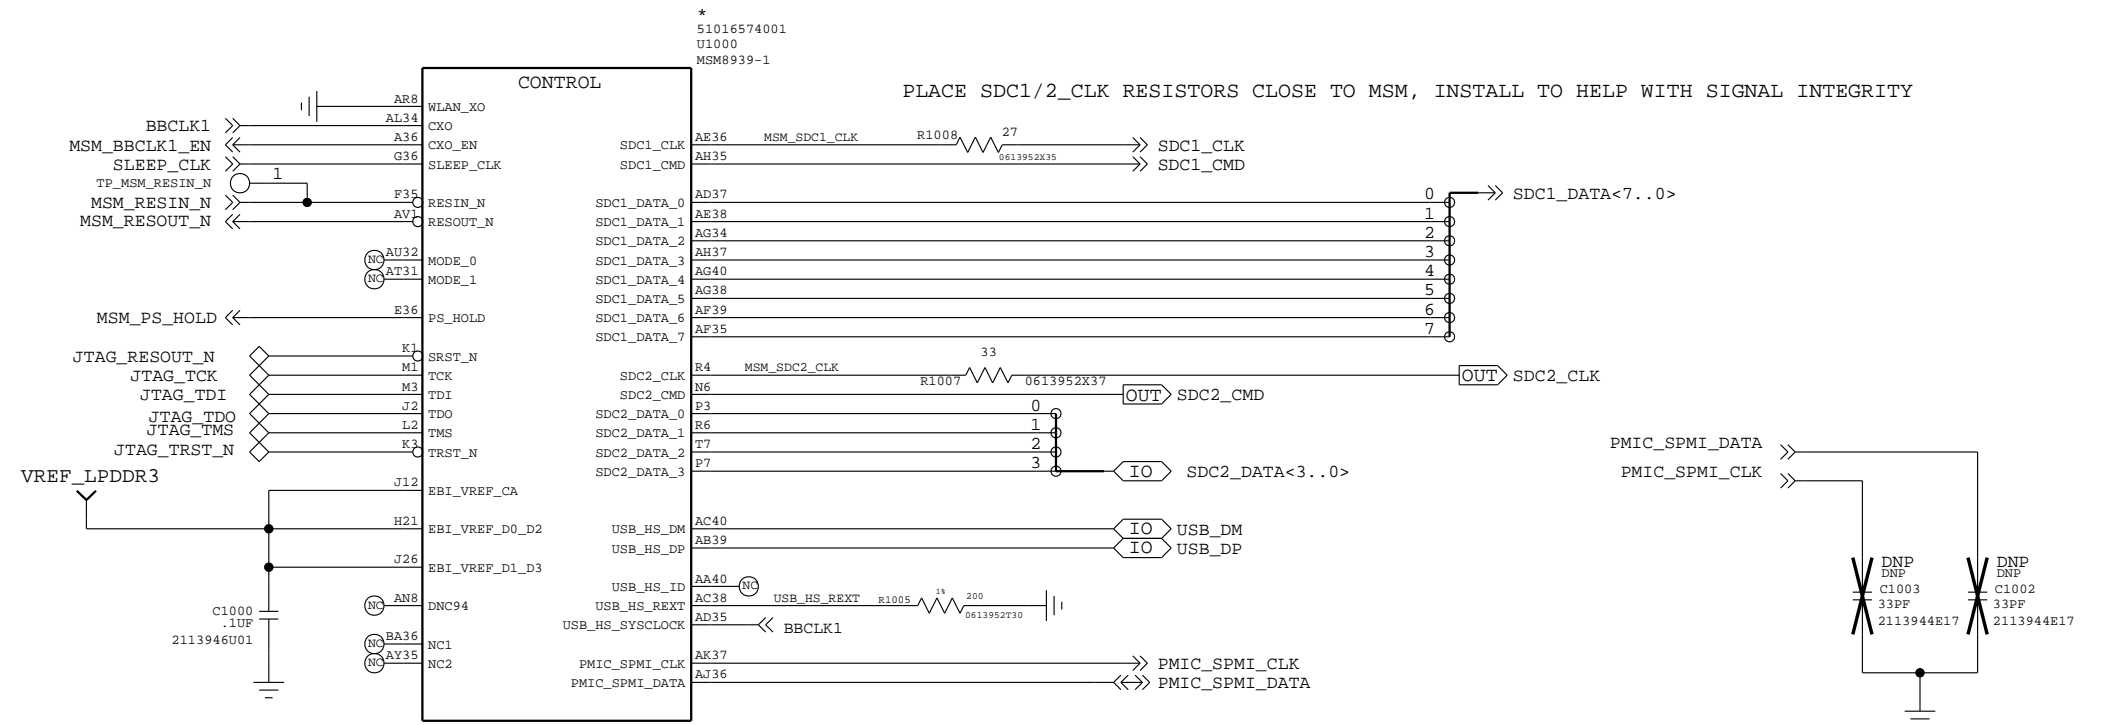 *
51016574001
U1000
MSM8939-1
CONTROL
PLACE SDC1/2_CLK RESISTORS CLOSE TO MSM, INSTALL TO HELP WITH SIGNAL INTEGRITY
AR8 WLAN_XO
BBCLK1 AL34 CXO
MSM_BBCLK1_EN A36 CXO_EN
SLEEP_CLK G36 SLEEP_CLK
TP_MSM_RESIN_N 1
MSM_RESIN_N F35 RESIN_N
MSM_RESOUT_N AV1 RESOUT_N
NC AU32 MODE_0
NC AT31 MODE_1
MSM_PS_HOLD E36 PS_HOLD
JTAG_RESOUT_N K1 SRST_N
JTAG_TCK M1 TCK
JTAG_TDI M3 TDI
JTAG_TDO J2 TDO
JTAG_TMS L2 TMS
JTAG_TRST_N K3 TRST_N
VREF_LPDDR3
J12 EBI_VREF_CA
H21 EBI_VREF_D0_D2
J26 EBI_VREF_D1_D3
C1000
.1UF
2113946U01
NC AN8 DNC94
NC BA36 NC1
NC AY35 NC2
SDC1_CLK AE36 MSM_SDC1_CLK R1008 27 0613952X35 SDC1_CLK
SDC1_CMD AH35 SDC1_CMD
SDC1_DATA_0 AD37 0 SDC1_DATA<7..0>
SDC1_DATA_1 AE38 1
SDC1_DATA_2 AG34 2
SDC1_DATA_3 AH37 3
SDC1_DATA_4 AG40 4
SDC1_DATA_5 AG38 5
SDC1_DATA_6 AF39 6
SDC1_DATA_7 AF35 7
SDC2_CLK R4 MSM_SDC2_CLK R1007 33 0613952X37 OUT SDC2_CLK
SDC2_CMD N6 OUT SDC2_CMD
SDC2_DATA_0 P3 0
SDC2_DATA_1 R6 1
SDC2_DATA_2 T7 2
SDC2_DATA_3 P7 3 IO SDC2_DATA<3..0>
USB_HS_DM AC40 IO USB_DM
USB_HS_DP AB39 IO USB_DP
USB_HS_ID AA40 NC
USB_HS_REXT AC38 USB_HS_REXT R1005 1% 200 0613952T30
USB_HS_SYSCLOCK AD35 BBCLK1
PMIC_SPMI_CLK AK37 PMIC_SPMI_CLK
PMIC_SPMI_DATA AJ36 PMIC_SPMI_DATA
PMIC_SPMI_DATA
PMIC_SPMI_CLK
DNP
DNP
C1003
33PF
2113944E17
DNP
DNP
C1002
33PF
2113944E17